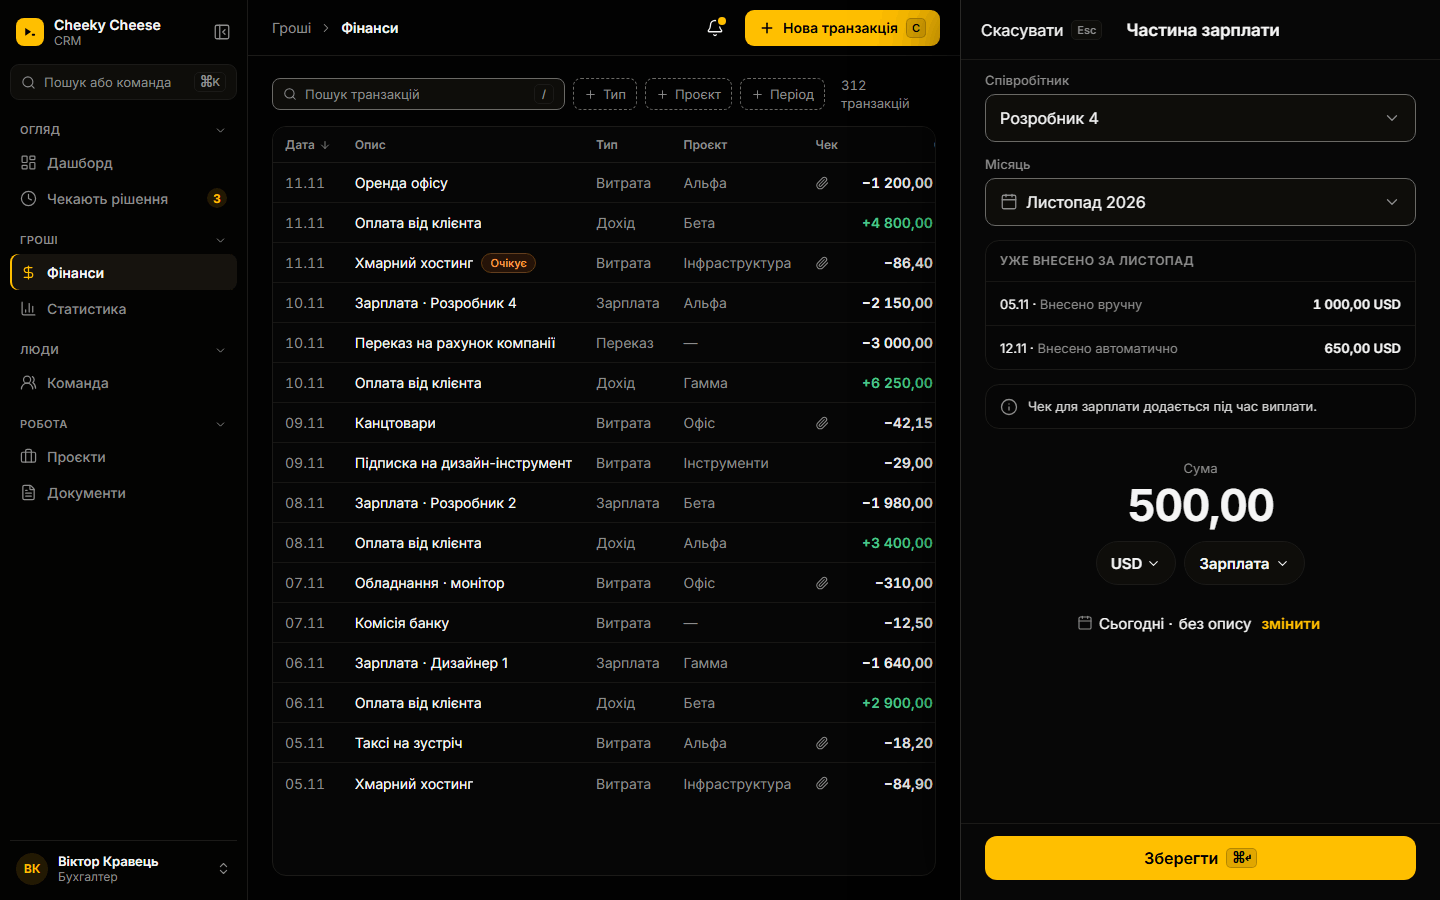 Cheeky Cheese
CRM
Пошук або команда ⌘K
ОГЛЯД
Дашборд
Чекають рішення 3
ГРОШІ
Фінанси
Статистика
ЛЮДИ
Команда
РОБОТА
Проєкти
Документи
ВК
Віктор Кравець
Бухгалтер
Гроші > Фінанси
+ Нова транзакція C
Пошук транзакцій /
+ Тип
+ Проєкт
+ Період
312
транзакцій
Дата ↓ Опис Тип Проєкт Чек
11.11 Оренда офісу Витрата Альфа −1 200,00
11.11 Оплата від клієнта Дохід Бета +4 800,00
11.11 Хмарний хостинг Очікує Витрата Інфраструктура −86,40
10.11 Зарплата · Розробник 4 Зарплата Альфа −2 150,00
10.11 Переказ на рахунок компанії Переказ — −3 000,00
10.11 Оплата від клієнта Дохід Гамма +6 250,00
09.11 Канцтовари Витрата Офіс −42,15
09.11 Підписка на дизайн-інструмент Витрата Інструменти −29,00
08.11 Зарплата · Розробник 2 Зарплата Бета −1 980,00
08.11 Оплата від клієнта Дохід Альфа +3 400,00
07.11 Обладнання · монітор Витрата Офіс −310,00
07.11 Комісія банку Витрата — −12,50
06.11 Зарплата · Дизайнер 1 Зарплата Гамма −1 640,00
06.11 Оплата від клієнта Дохід Бета +2 900,00
05.11 Таксі на зустріч Витрата Альфа −18,20
05.11 Хмарний хостинг Витрата Інфраструктура −84,90
Скасувати Esc Частина зарплати
Співробітник
Розробник 4
Місяць
Листопад 2026
УЖЕ ВНЕСЕНО ЗА ЛИСТОПАД
05.11 · Внесено вручну 1 000,00 USD
12.11 · Внесено автоматично 650,00 USD
Чек для зарплати додається під час виплати.
Сума
500,00
USD
Зарплата
Сьогодні · без опису змінити
Зберегти ⌘↵